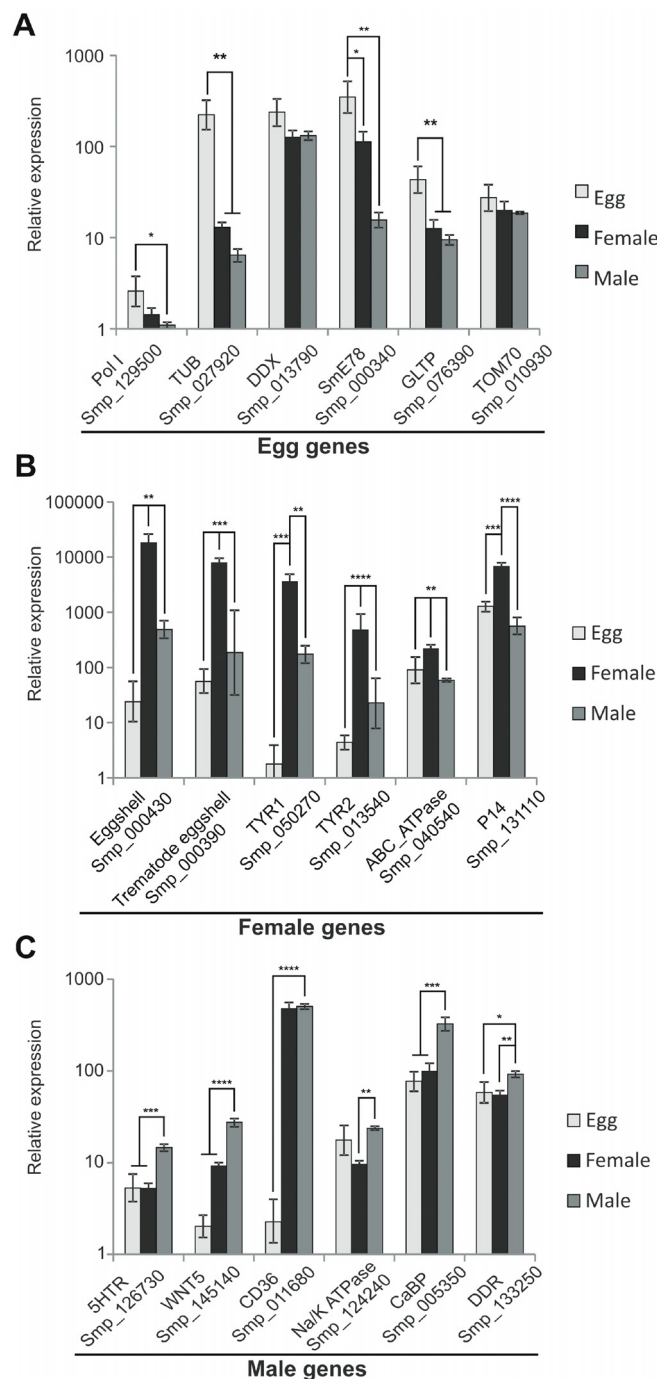 A
**
**
*
**
*
1000
100
10
1
Relative expression
Egg
Female
Male
Pol I
Smp_129500
TUB
Smp_027920
DDX
Smp_013790
SmE78
Smp_000340
GLTP
Smp_076390
TOM70
Smp_010930
Egg genes
B
**
***
***
**
****
**
***
****
100000
10000
1000
100
10
1
Relative expression
Egg
Female
Male
Eggshell
Smp_000430
Trematode eggshell
Smp_000390
TYR1
Smp_050270
TYR2
Smp_013540
ABC_ATPase
Smp_040540
P14
Smp_131110
Female genes
C
***
****
****
**
***
*
**
1000
100
10
1
Relative expression
Egg
Female
Male
5HTR
Smp_126730
WNT5
Smp_145140
CD36
Smp_011680
Na/K ATPase
Smp_124240
CaBP
Smp_005350
DDR
Smp_133250
Male genes